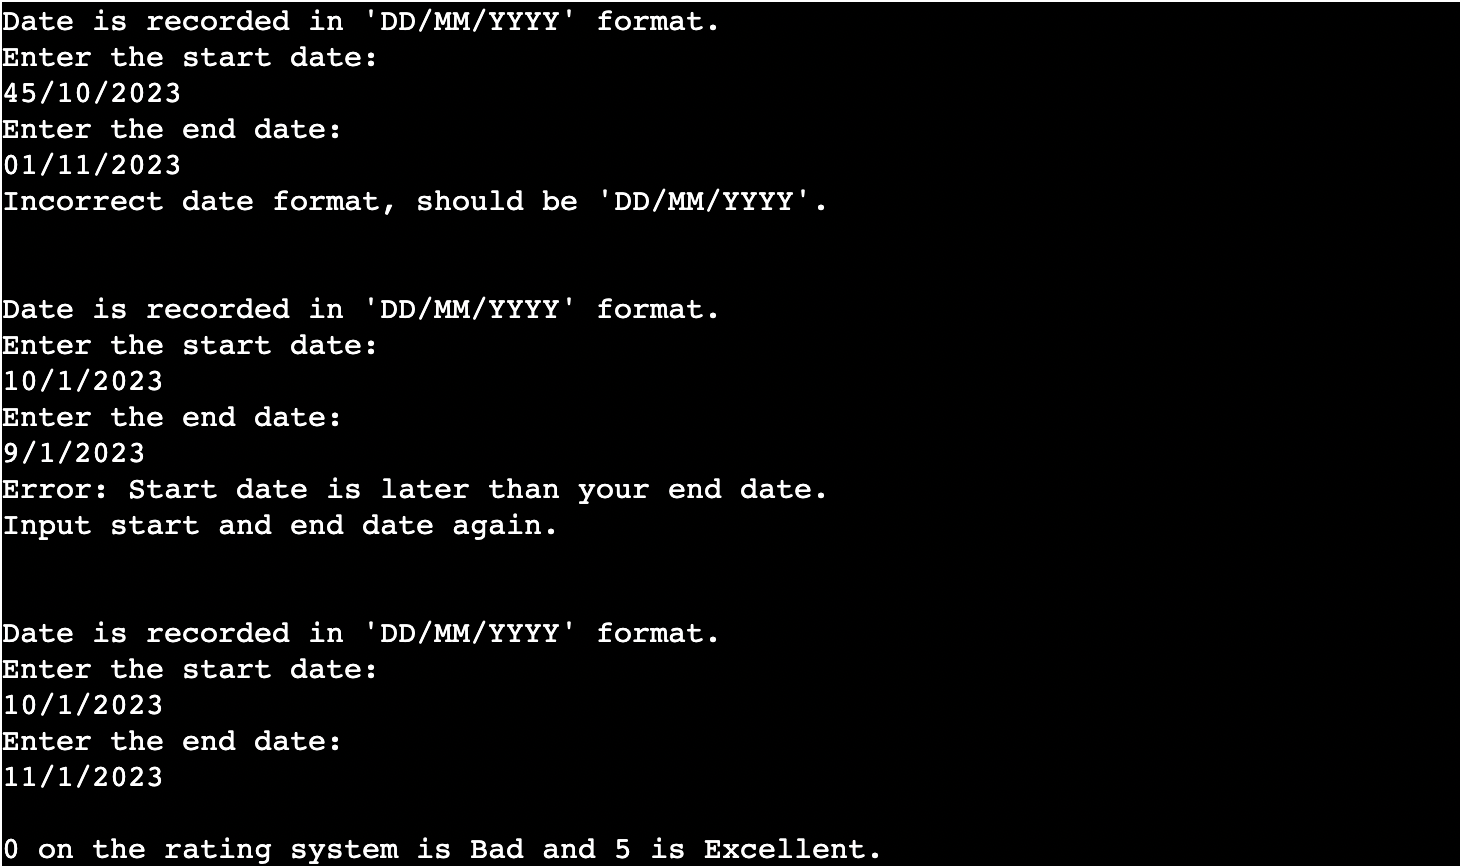 Date is recorded in 'DD/MM/YYYY' format.
Enter the start date:
45/10/2023
Enter the end date:
01/11/2023
Incorrect date format, should be 'DD/MM/YYYY'.
Date is recorded in 'DD/MM/YYYY' format.
Enter the start date:
10/1/2023
Enter the end date:
9/1/2023
Error: Start date is later than your end date.
Input start and end date again.
Date is recorded in 'DD/MM/YYYY' format.
Enter the start date:
10/1/2023
Enter the end date:
11/1/2023
0 on the rating system is Bad and 5 is Excellent.